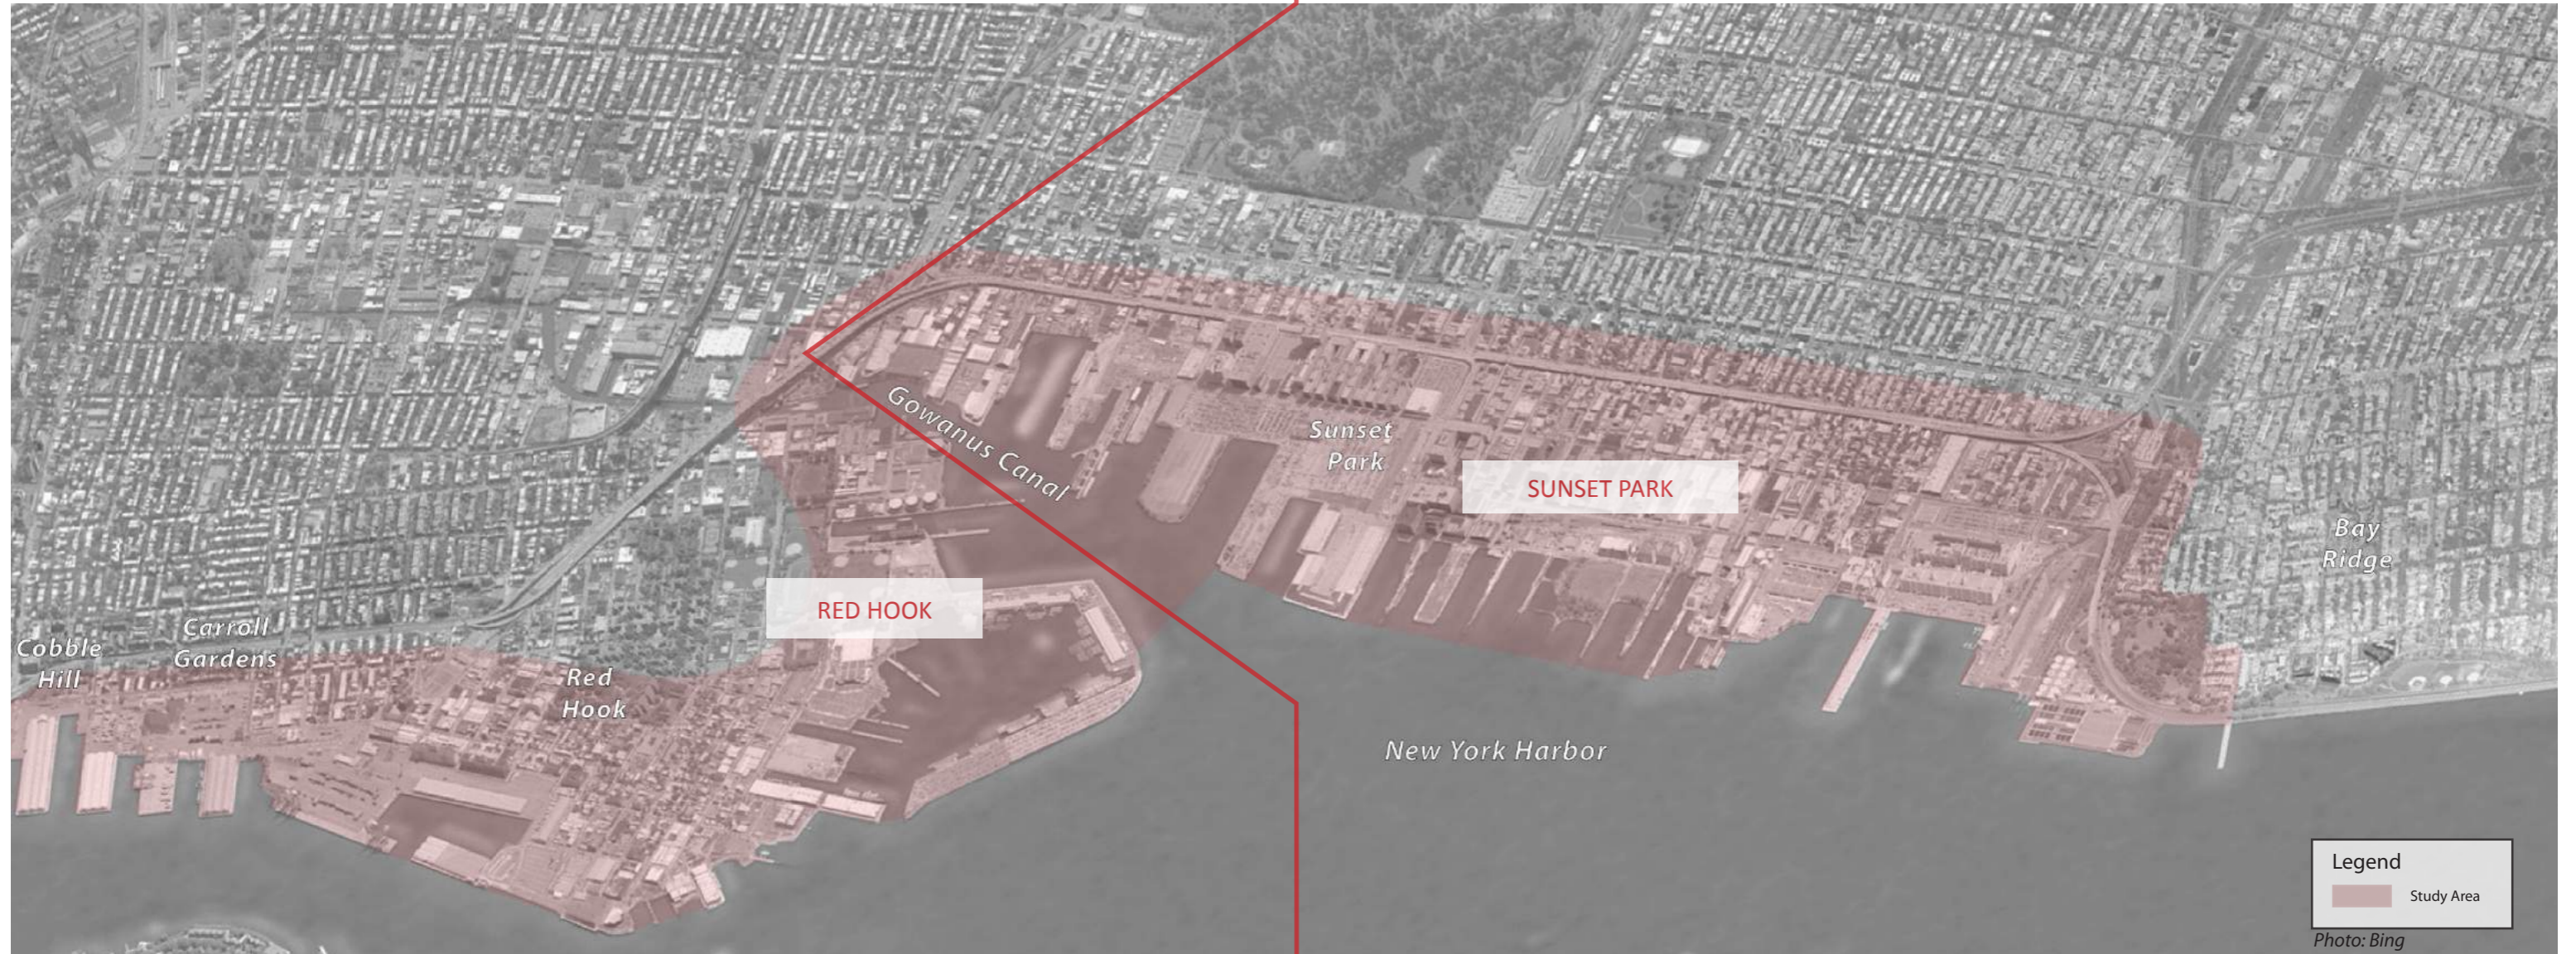 Gowanus Canal
Sunset
Park
SUNSET PARK
Bay
Ridge
RED HOOK
Carroll
Gardens
Cobble
Hill
Red
Hook
New York Harbor
Legend
Study Area
Photo: Bing